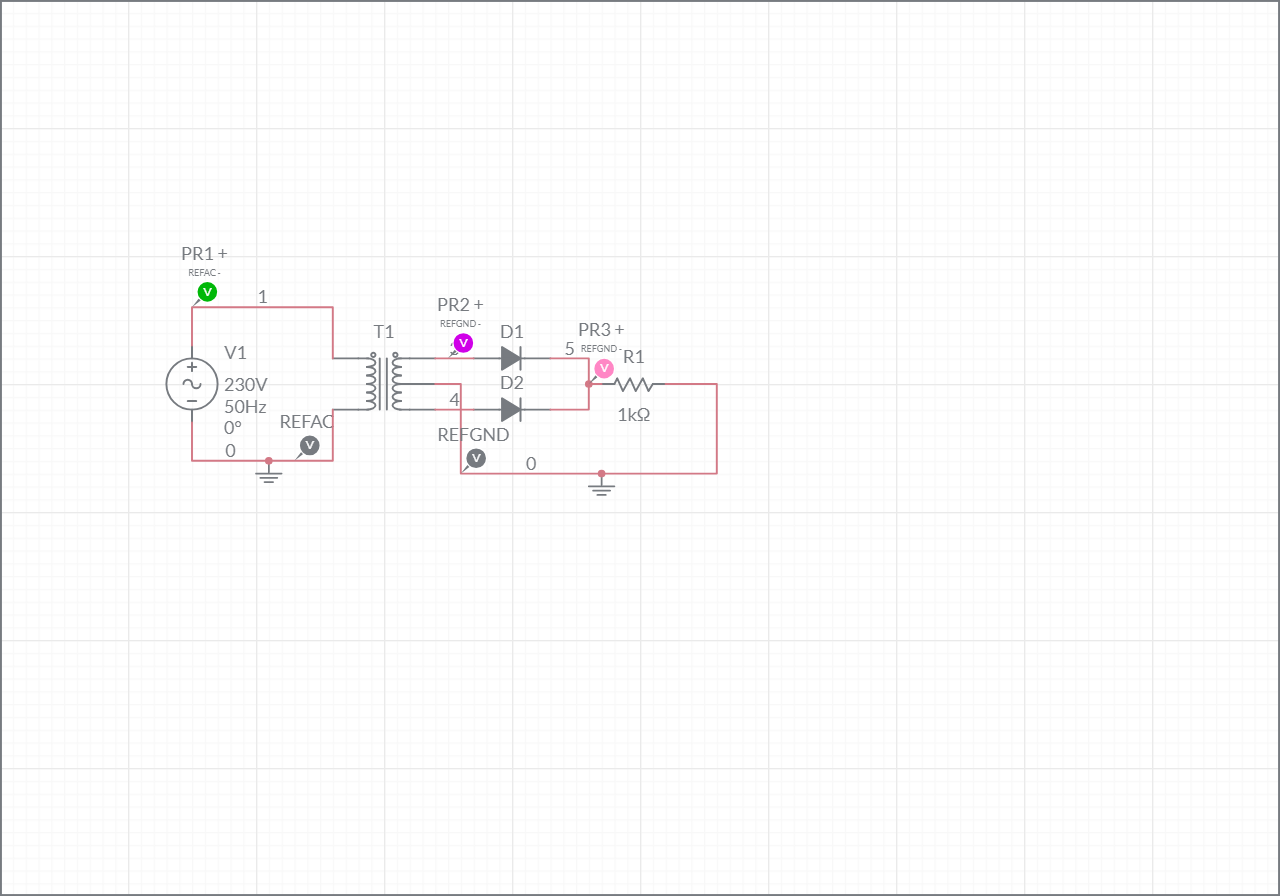 PR1 +
REFAC -
V
1
PR2 +
REFGND -
V
T1
D1
PR3 +
REFGND -
5
V
R1
V1
230V
50Hz
0°
0
REFAC
V
D2
4
1kΩ
REFGND
V
0